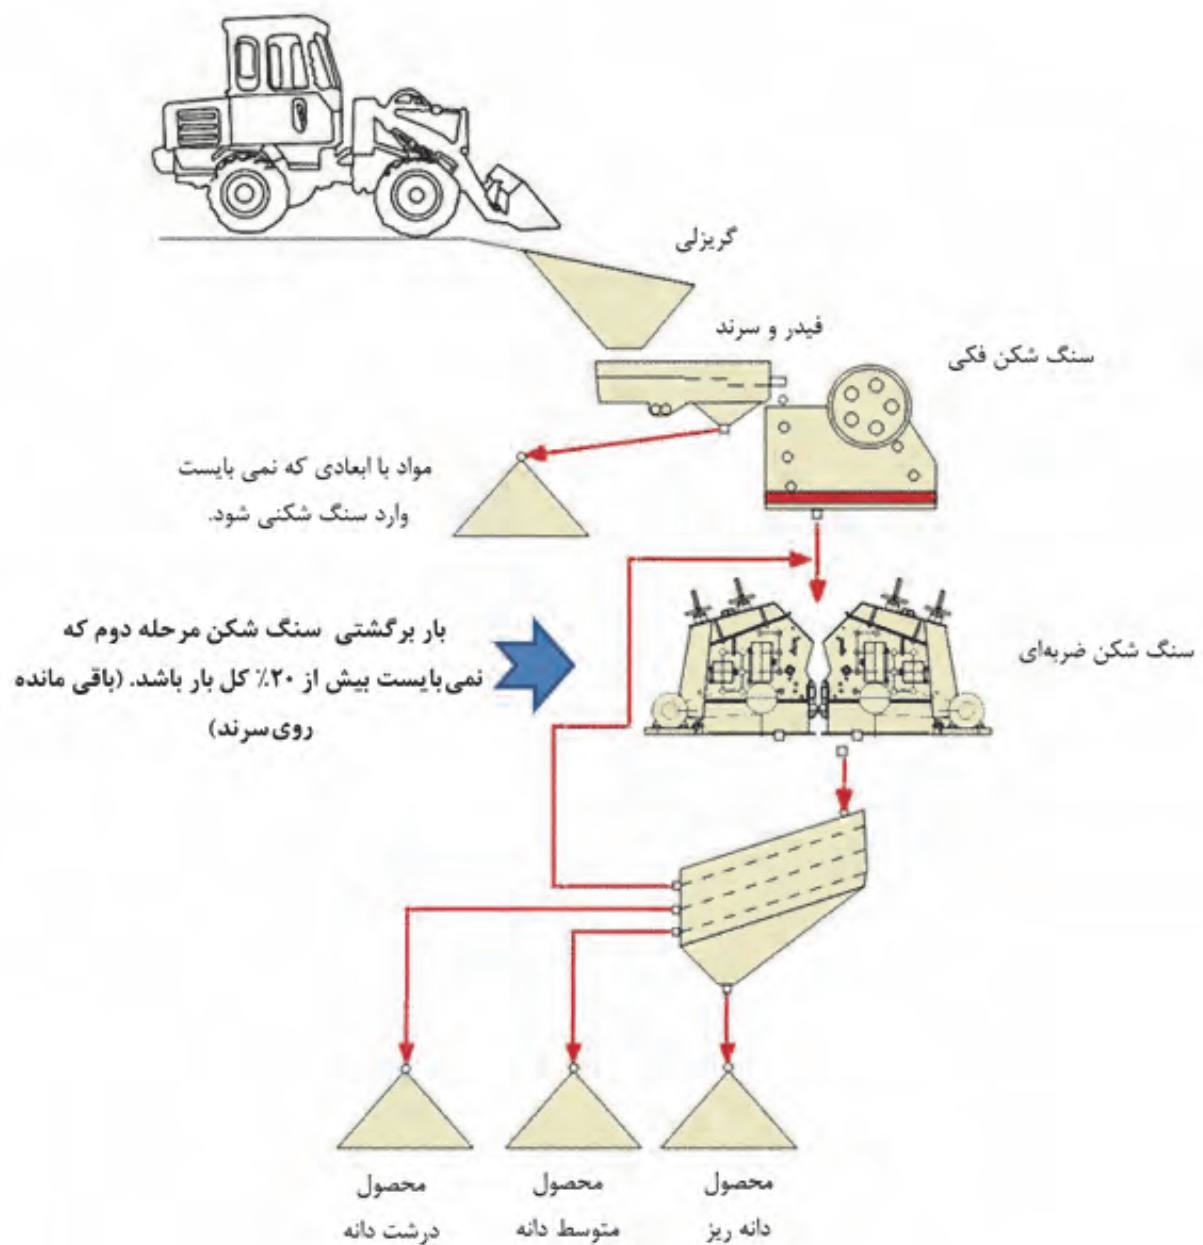 گریزلی
فیدر و سرند
سنگ شکن فکی
مواد با ابعادی که نمی بایست
وارد سنگ شکنی شود.
بار برگشتی سنگ شکن مرحله دوم که
نمی‌بایست بیش از ۲۰٪ کل بار باشد. (باقی مانده
روی سرند)
سنگ شکن ضربه‌ای
محصول
دانه ریز
محصول
متوسط دانه
محصول
درشت دانه